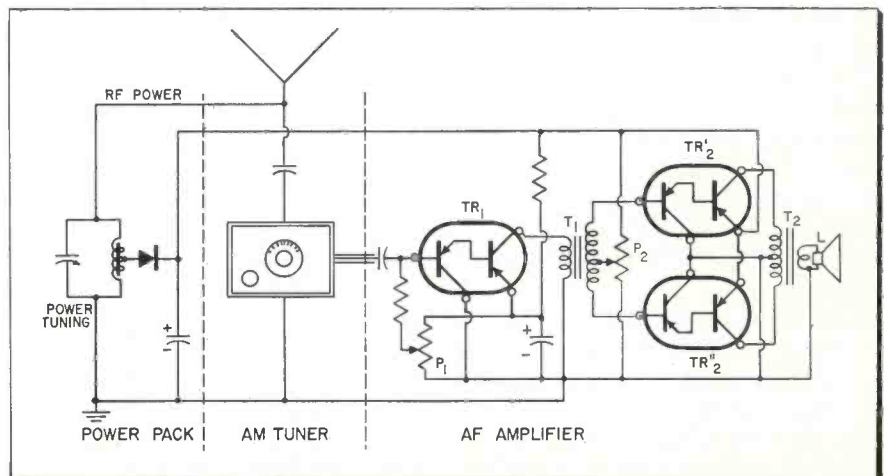 RF POWER
TR'2
TR1
T1
P2
T2
L
POWER
TUNING
+
-
P1
+
-
TR"2
POWER PACK
AM TUNER
AF AMPLIFIER